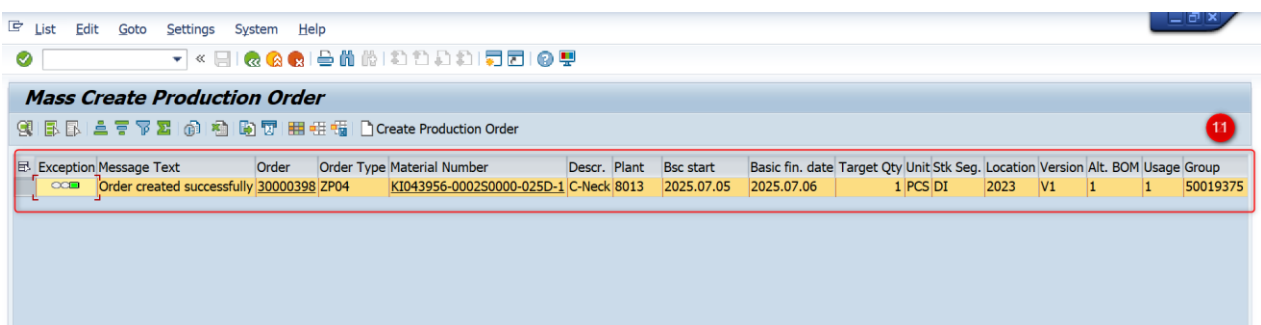 List Edit Goto Settings System Help
Mass Create Production Order
Create Production Order
11
Exception Message Text Order Order Type Material Number Descr. Plant Bsc start Basic fin. date Target Qty Unit Stk Seg. Location Version Alt. BOM Usage Group
Order created successfully 30000398 ZP04 KI043956-0002S0000-025D-1 C-Neck 8013 2025.07.05 2025.07.06 1 PCS DI 2023 V1 1 1 50019375